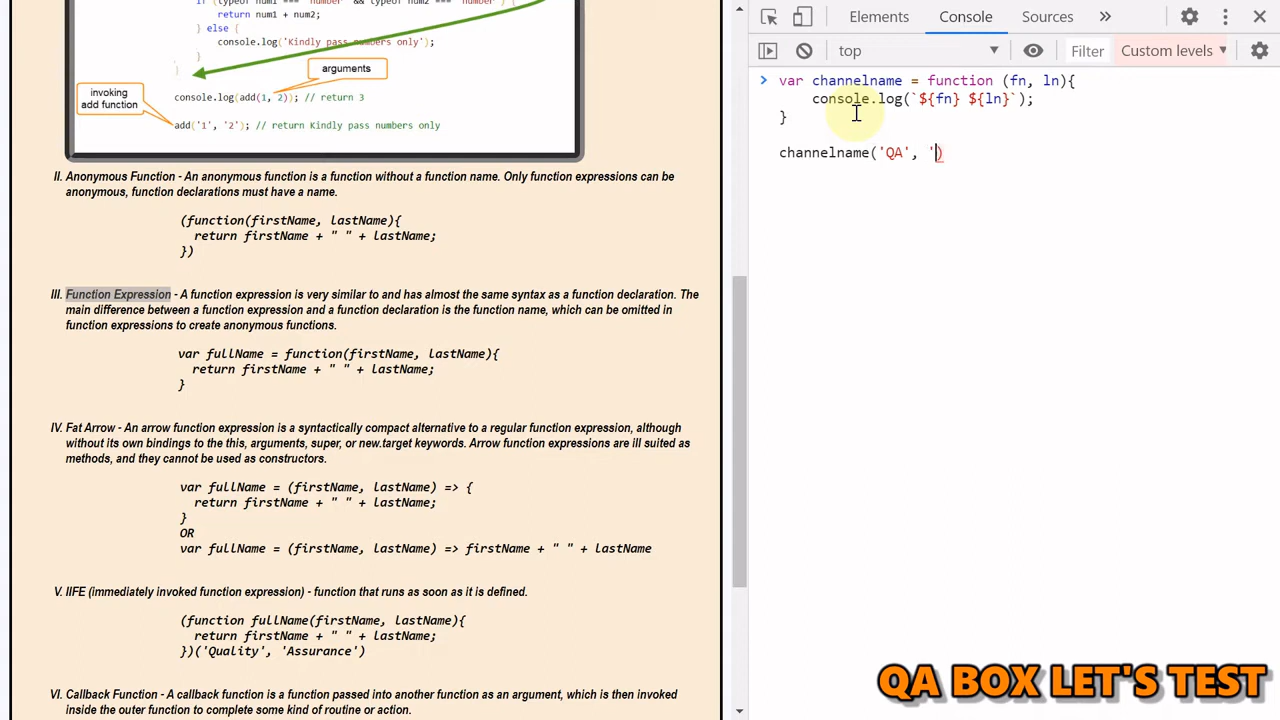 if (typeof num1 === 'number' && typeof num2 === 'number') {
return num1 + num2;
} else {
console.log('Kindly pass numbers only');
}
}
arguments
invoking
add function
console.log(add(1, 2)); // return 3
add('1', '2'); // return Kindly pass numbers only
II. Anonymous Function - An anonymous function is a function without a function name. Only function expressions can be
anonymous, function declarations must have a name.
(function(firstName, lastName){
return firstName + " " + lastName;
})
III. Function Expression - A function expression is very similar to and has almost the same syntax as a function declaration. The
main difference between a function expression and a function declaration is the function name, which can be omitted in
function expressions to create anonymous functions.
var fullName = function(firstName, lastName){
return firstName + " " + lastName;
}
IV. Fat Arrow - An arrow function expression is a syntactically compact alternative to a regular function expression, although
without its own bindings to the this, arguments, super, or new.target keywords. Arrow function expressions are ill suited as
methods, and they cannot be used as constructors.
var fullName = (firstName, lastName) => {
return firstName + " " + lastName;
}
OR
var fullName = (firstName, lastName) => firstName + " " + lastName
V. IIFE (immediately invoked function expression) - function that runs as soon as it is defined.
(function fullName(firstName, lastName){
return firstName + " " + lastName;
})('Quality', 'Assurance')
VI. Callback Function - A callback function is a function passed into another function as an argument, which is then invoked
inside the outer function to complete some kind of routine or action.
Elements Console Sources
top Filter Custom levels
var channelname = function (fn, ln){
console.log(`${fn} ${ln}`);
}
channelname('QA', ')
QA BOX LET'S TEST